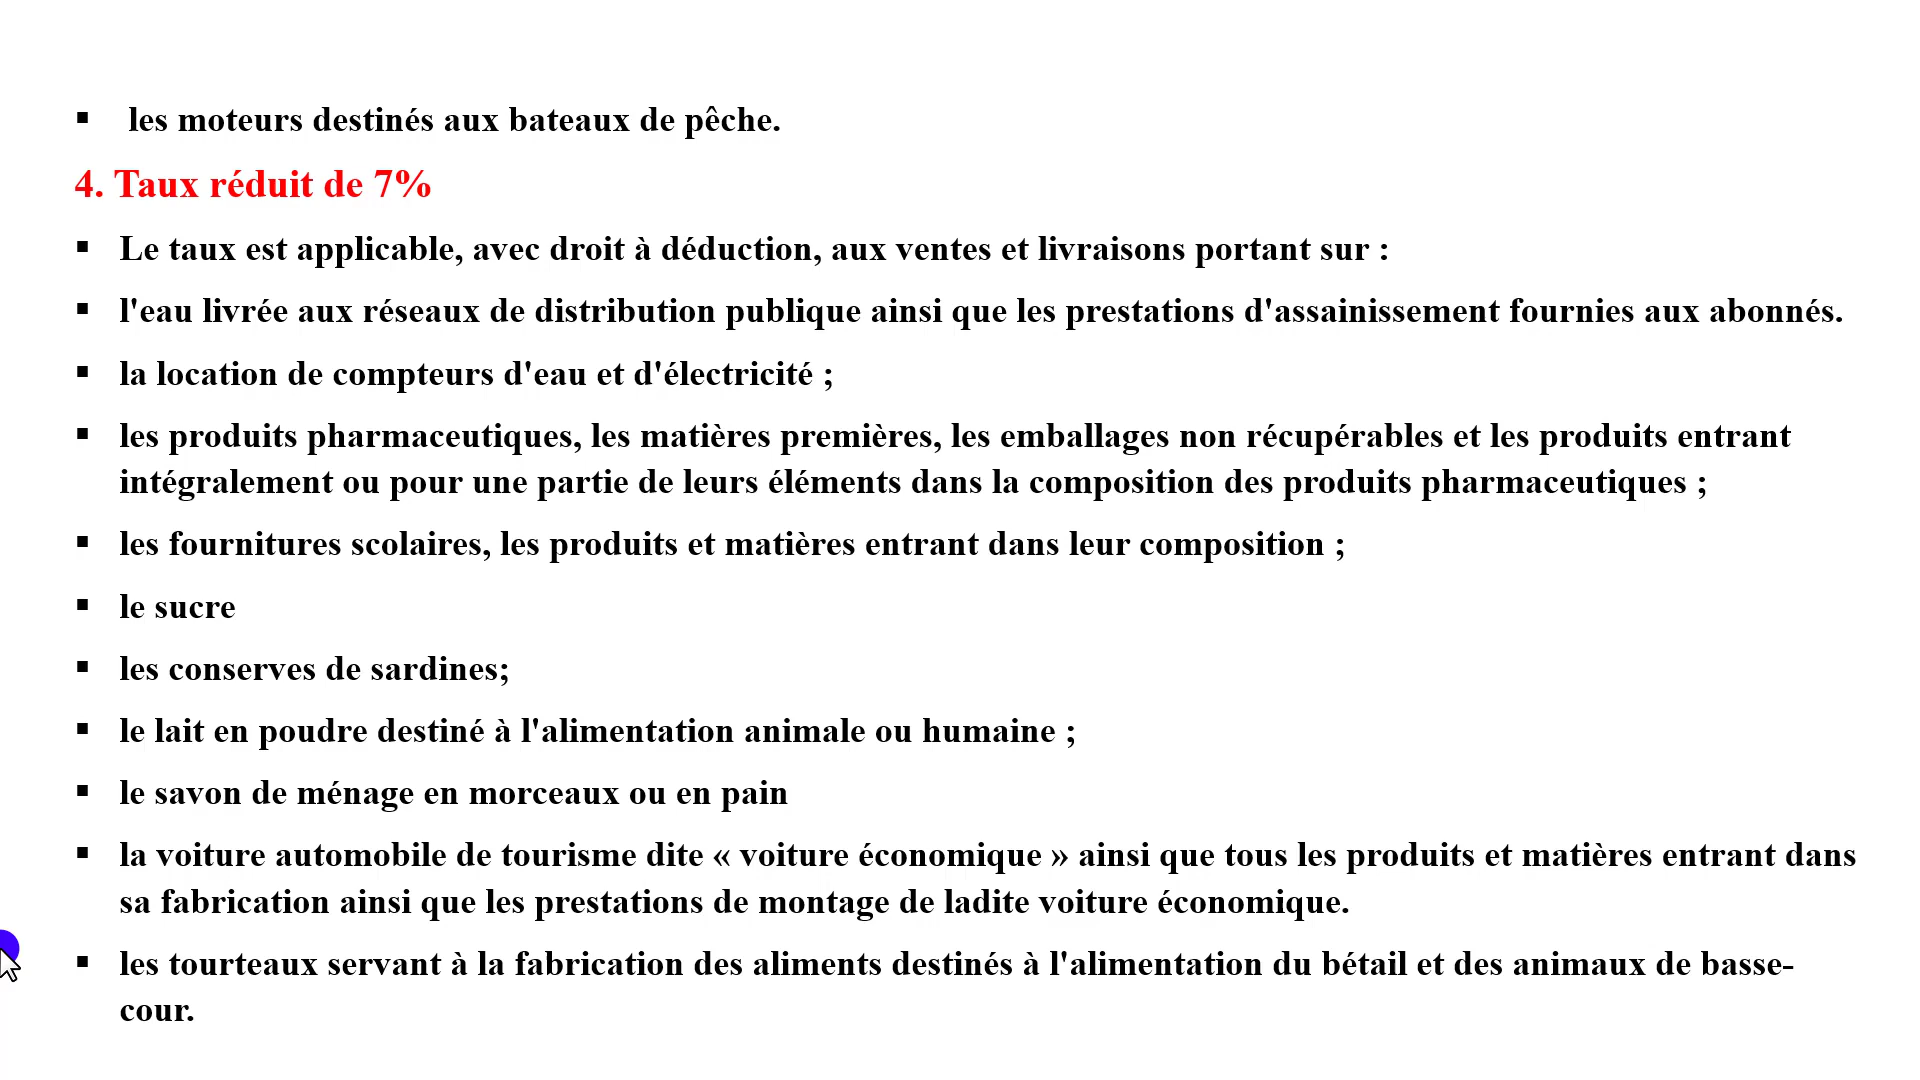 ▪ les moteurs destinés aux bateaux de pêche.
4. Taux réduit de 7%
▪ Le taux est applicable, avec droit à déduction, aux ventes et livraisons portant sur :
▪ l'eau livrée aux réseaux de distribution publique ainsi que les prestations d'assainissement fournies aux abonnés.
▪ la location de compteurs d'eau et d'électricité ;
▪ les produits pharmaceutiques, les matières premières, les emballages non récupérables et les produits entrant
intégralement ou pour une partie de leurs éléments dans la composition des produits pharmaceutiques ;
▪ les fournitures scolaires, les produits et matières entrant dans leur composition ;
▪ le sucre
▪ les conserves de sardines;
▪ le lait en poudre destiné à l'alimentation animale ou humaine ;
▪ le savon de ménage en morceaux ou en pain
▪ la voiture automobile de tourisme dite « voiture économique » ainsi que tous les produits et matières entrant dans
sa fabrication ainsi que les prestations de montage de ladite voiture économique.
▪ les tourteaux servant à la fabrication des aliments destinés à l'alimentation du bétail et des animaux de basse-
cour.